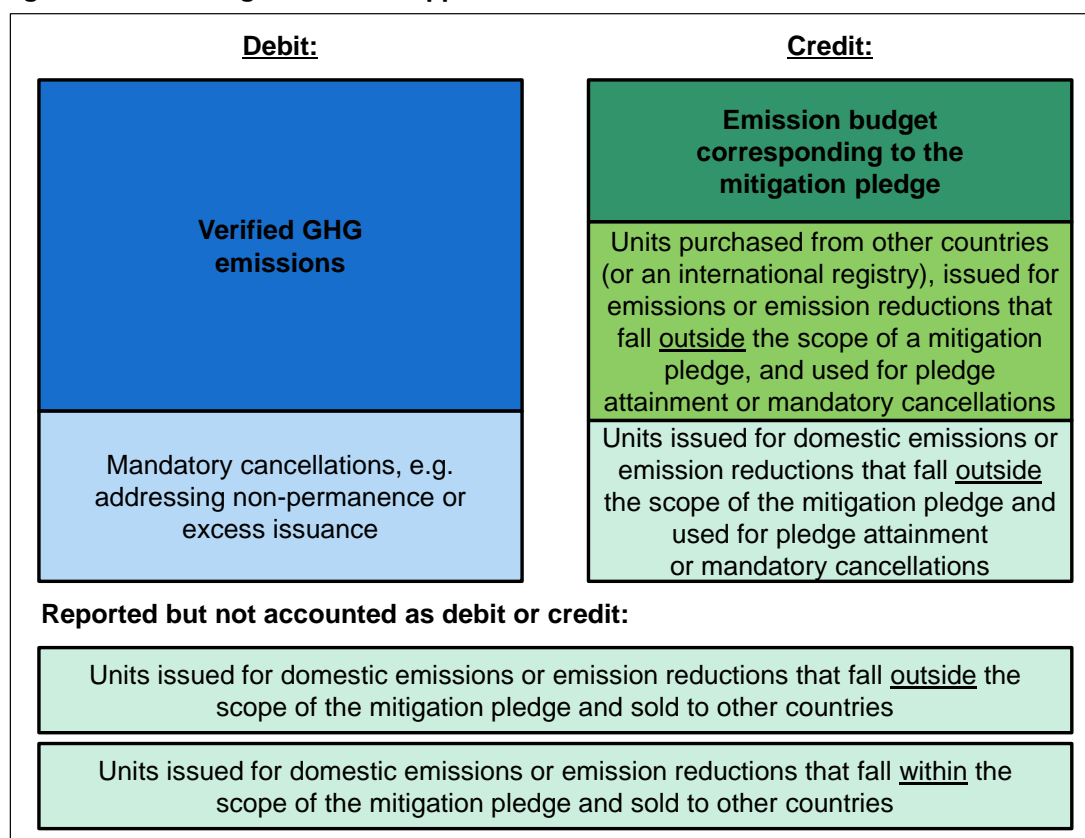 Debit:
Credit:
Verified GHG
emissions
Mandatory cancellations, e.g.
addressing non-permanence or
excess issuance
Emission budget
corresponding to the
mitigation pledge
Units purchased from other countries
(or an international registry), issued for
emissions or emission reductions that
fall outside the scope of a mitigation
pledge, and used for pledge
attainment or mandatory cancellations
Units issued for domestic emissions or
emission reductions that fall outside
the scope of the mitigation pledge and
used for pledge attainment
or mandatory cancellations
Reported but not accounted as debit or credit:
Units issued for domestic emissions or emission reductions that fall outside the
scope of the mitigation pledge and sold to other countries
Units issued for domestic emissions or emission reductions that fall within the
scope of the mitigation pledge and sold to other countries